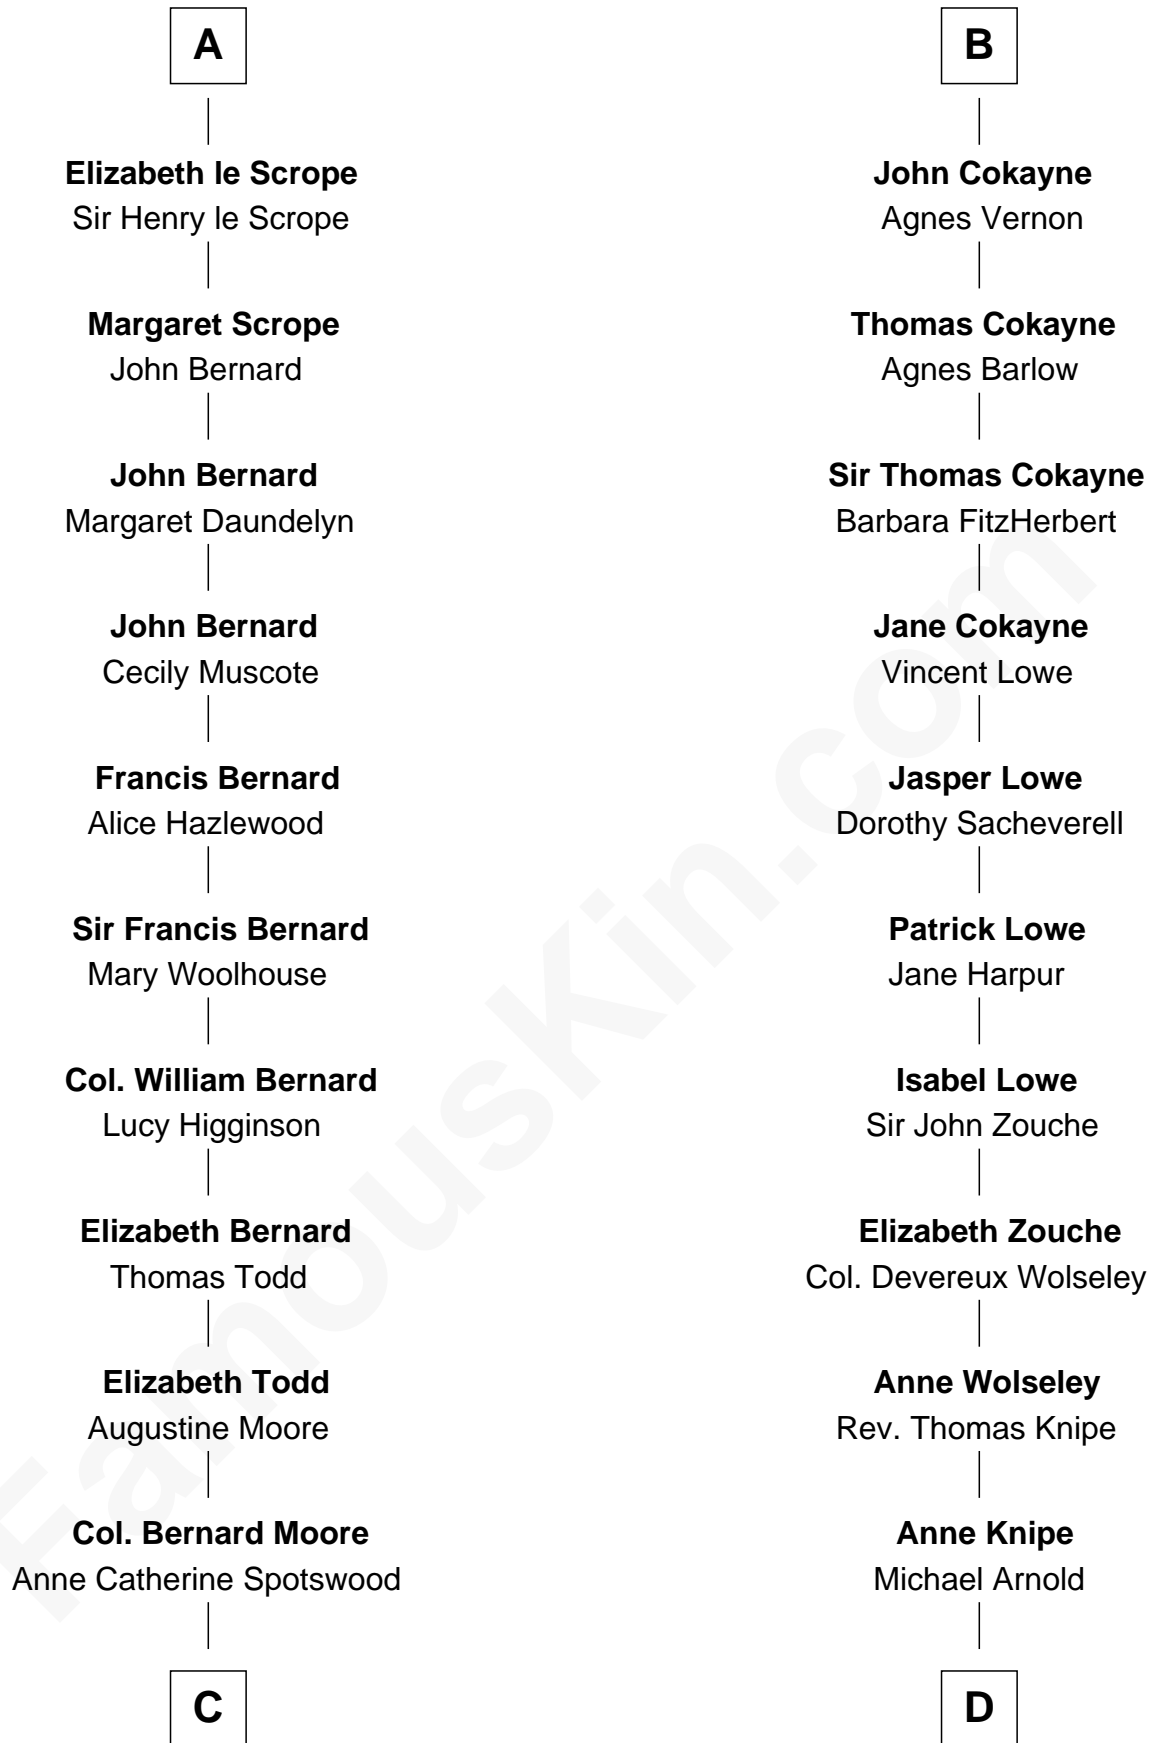 A
Elizabeth le Scrope
Sir Henry le Scrope
Margaret Scrope
John Bernard
John Bernard
Margaret Daundelyn
John Bernard
Cecily Muscote
Francis Bernard
Alice Hazlewood
Sir Francis Bernard
Mary Woolhouse
Col. William Bernard
Lucy Higginson
Elizabeth Bernard
Thomas Todd
Elizabeth Todd
Augustine Moore
Col. Bernard Moore
Anne Catherine Spotswood
C
B
John Cokayne
Agnes Vernon
Thomas Cokayne
Agnes Barlow
Sir Thomas Cokayne
Barbara FitzHerbert
Jane Cokayne
Vincent Lowe
Jasper Lowe
Dorothy Sacheverell
Patrick Lowe
Jane Harpur
Isabel Lowe
Sir John Zouche
Elizabeth Zouche
Col. Devereux Wolseley
Anne Wolseley
Rev. Thomas Knipe
Anne Knipe
Michael Arnold
D
FamousKin.com